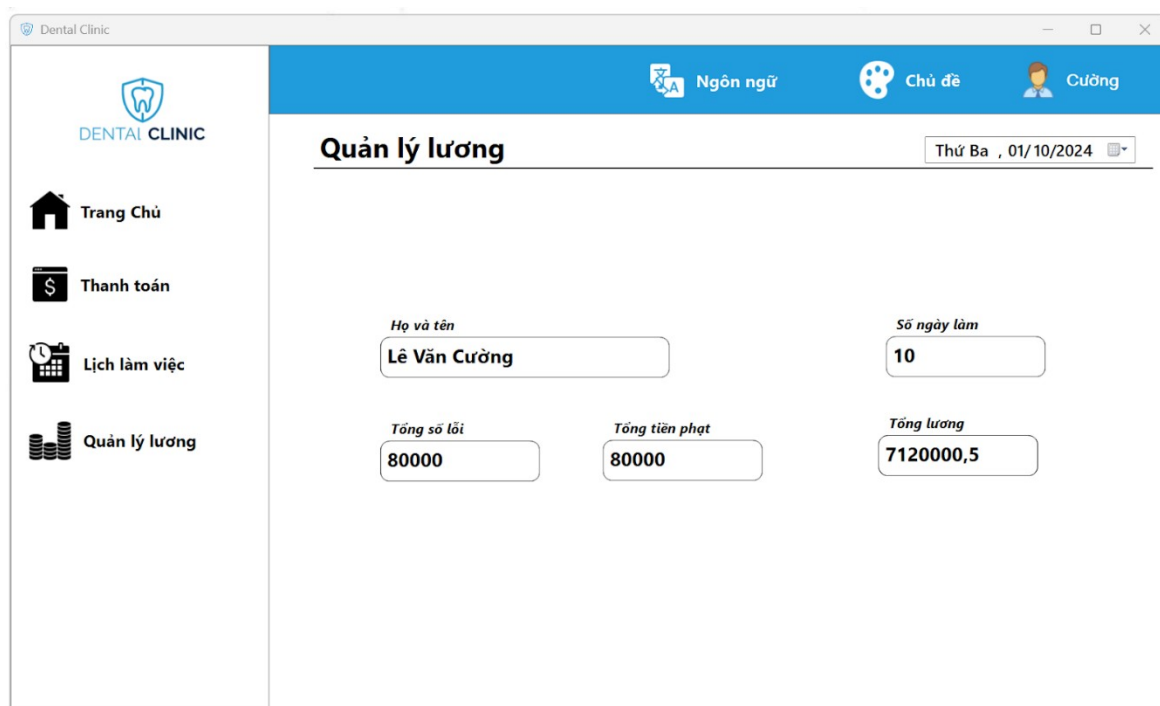 Dental Clinic
Ngôn ngữ
Chủ đề
Cường
DENTAL CLINIC
Quản lý lương
Thứ Ba , 01/10/2024
Trang Chủ
Thanh toán
Lịch làm việc
Quản lý lương
Họ và tên
Số ngày làm
Lê Văn Cường
10
Tổng số lỗi
Tổng tiền phạt
Tổng lương
80000
80000
7120000,5